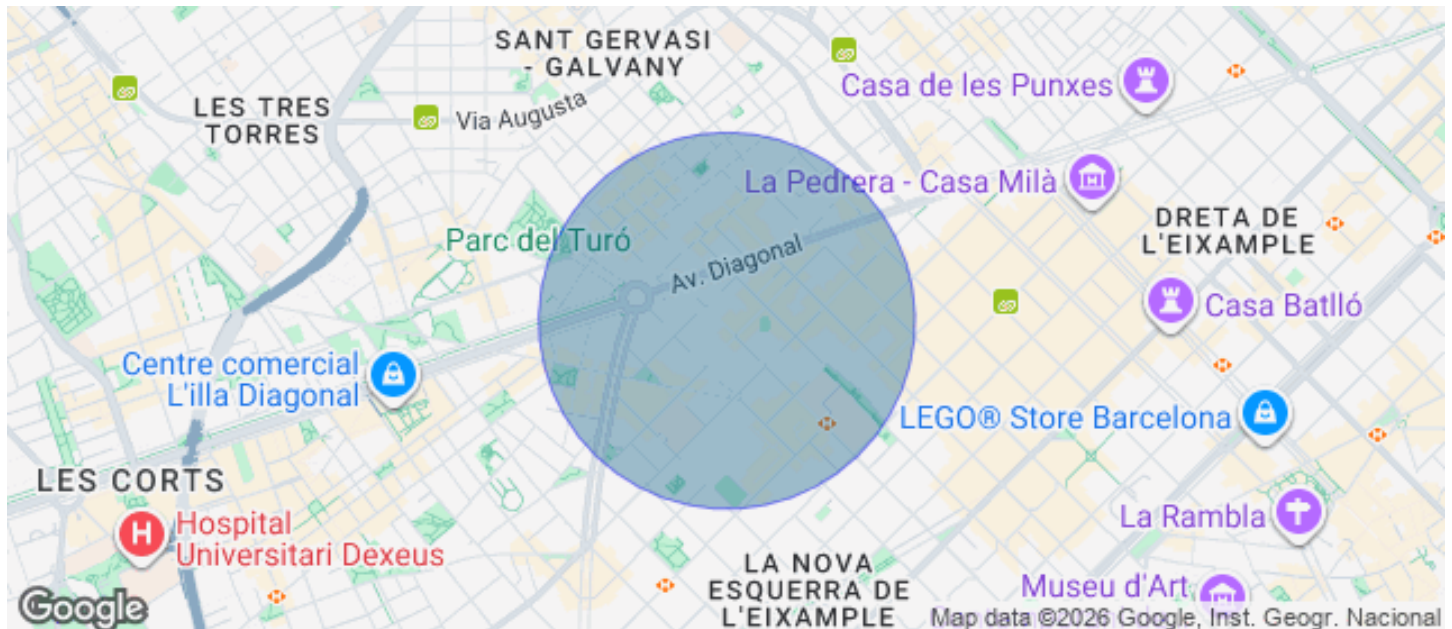 SANT GERVASI
- GALVANY
Casa de les Punxes
LES TRES
TORRES
Via Augusta
La Pedrera - Casa Milà
DRETA DE
L'EIXAMPLE
Parc del Turó
Av. Diagonal
Casa Batlló
Centre comercial
L'illa Diagonal
LEGO® Store Barcelona
LES CORTS
H
Hospital
Universitari Dexeus
La Rambla
LA NOVA
ESQUERRA DE
L'EIXAMPLE
Museu d'Art
Google
Map data ©2026 Google, Inst. Geogr. Nacional